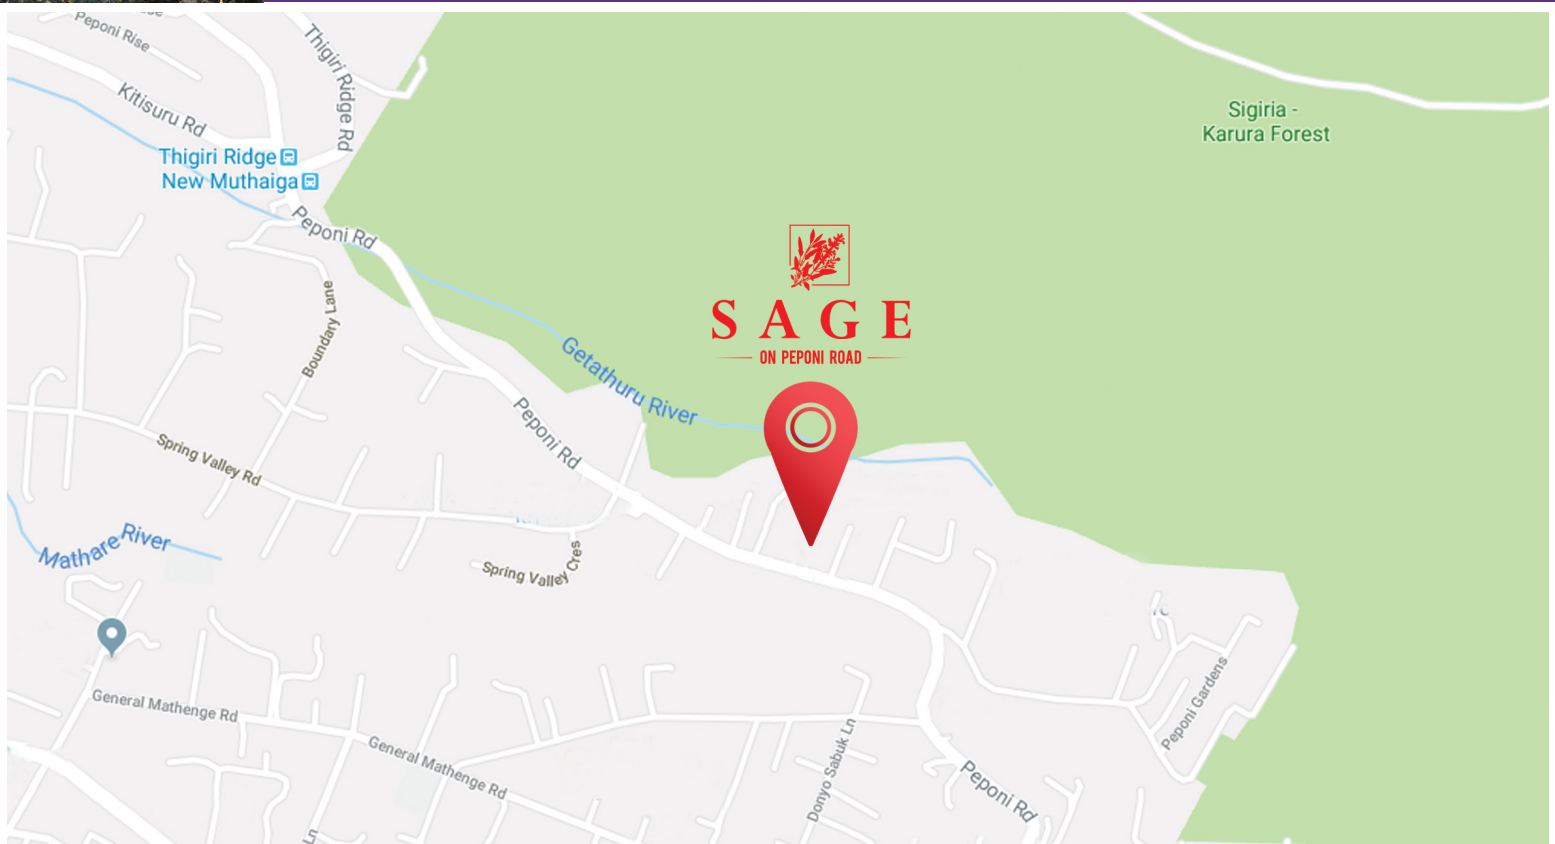 Peponi Rise
Thigiri Ridge Rd
Kitisuru Rd
Sigiria -
Karura Forest
Thigiri Ridge
New Muthaiga
Peponi Rd
Boundary Lane
SAGE
ON PEPONI ROAD
Getathuru River
Peponi Rd
Spring Valley Rd
Mathare River
Spring Valley Cres
Peponi Gardens
General Mathenge Rd
General Mathenge Rd
Donyo Sabuk Ln
Peponi Rd
Ln